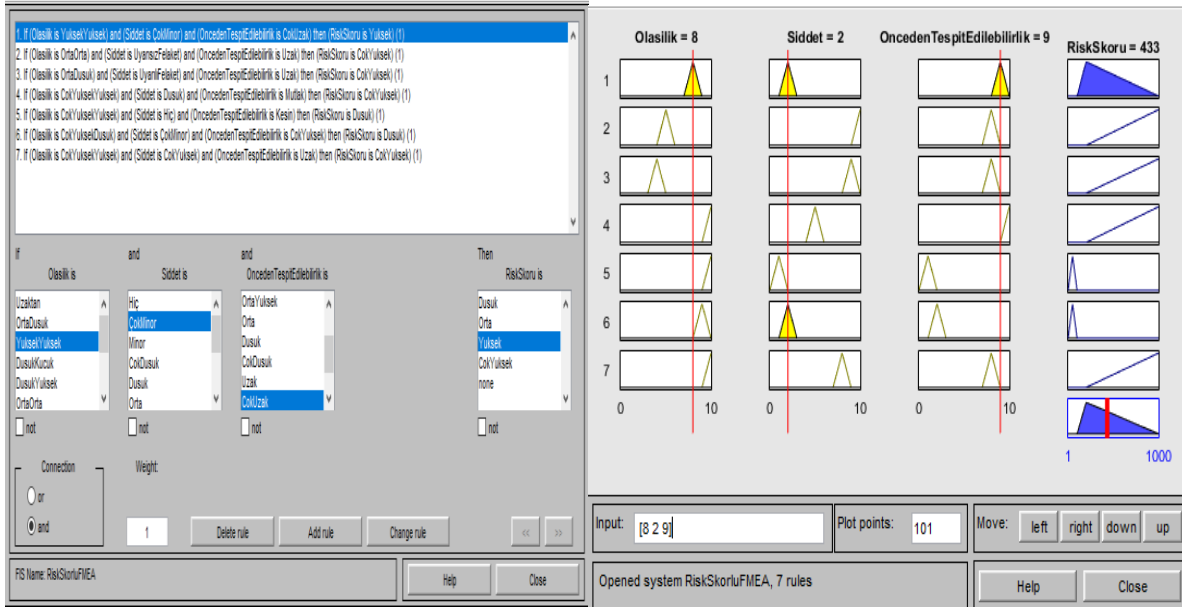 1. If (Olasilik is YuksekYuksek) and (Siddet is ÇokMinor) and (OncedenTespitEdilebilirlik is CokUzak) then (RiskSkoru is Yuksek) (1)
2. If (Olasilik is OrtaOrta) and (Siddet is UyarısızFelaket) and (OncedenTespitEdilebilirlik is Uzak) then (RiskSkoru is CokYuksek) (1)
3. If (Olasilik is OrtaDusuk) and (Siddet is UyarılıFelaket) and (OncedenTespitEdilebilirlik is Uzak) then (RiskSkoru is CokYuksek) (1)
4. If (Olasilik is CokYuksekYuksek) and (Siddet is Dusuk) and (OncedenTespitEdilebilirlik is Mutlak) then (RiskSkoru is CokYuksek) (1)
5. If (Olasilik is CokYuksekYuksek) and (Siddet is Hiç) and (OncedenTespitEdilebilirlik is Kesin) then (RiskSkoru is Dusuk) (1)
6. If (Olasilik is CokYuksekDusuk) and (Siddet is ÇokMinor) and (OncedenTespitEdilebilirlik is CokYuksek) then (RiskSkoru is Dusuk) (1)
7. If (Olasilik is CokYuksekYuksek) and (Siddet is CokYuksek) and (OncedenTespitEdilebilirlik is Uzak) then (RiskSkoru is CokYuksek) (1)
If and and Then
Olasilik is Siddet is OncedenTespitEdilebilirlik is RiskSkoru is
Uzaktan
OrtaDusuk
YuksekYuksek
DusukKucuk
DusukYuksek
OrtaOrta
Hiç
ÇokMinor
Minor
CokDusuk
Dusuk
Orta
OrtaYuksek
Orta
Dusuk
CokDusuk
Uzak
CokUzak
Dusuk
Orta
Yuksek
CokYuksek
none
not not not not
Connection
or
and
Weight:
1
Delete rule Add rule Change rule << >>
FIS Name: RiskSkorluFMEA Help Close
Olasilik = 8 Siddet = 2 OncedenTespitEdilebilirlik = 9 RiskSkoru = 433
1
2
3
4
5
6
7
0 10 0 10 0 10
1 1000
Input: [8 2 9] Plot points: 101 Move: left right down up
Opened system RiskSkorluFMEA, 7 rules Help Close